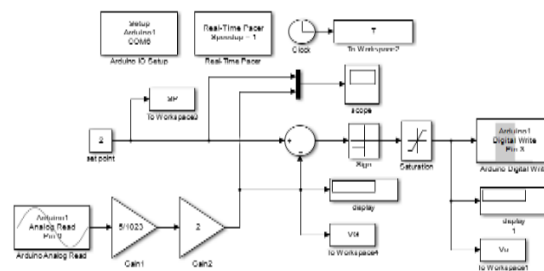 Setup
Arduino1
COM6
Arduino IO Setup
Real-Time Pacer
Speedup = 1
Real-Time Pacer
Clock
T
To Workspace2
SP
To Workspace3
scope
2
set point
+
Sign
Saturation
Arduino1
Digital Write
Pin 3
Arduino Digital Write
display
display
1
Arduino1
Analog Read
Pin 0
Arduino Analog Read
5/1023
Gain1
2
Gain2
To Workspace4
Vu
To Workspace1